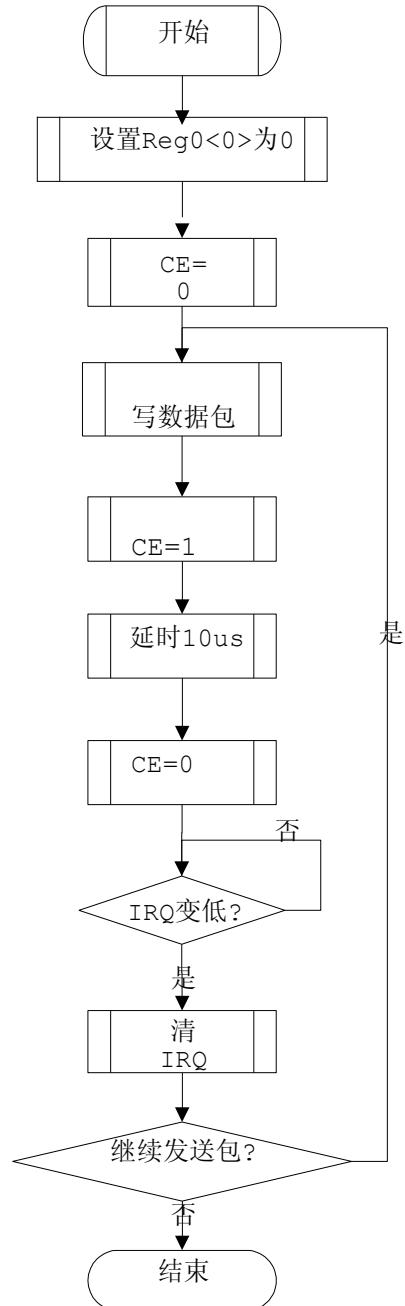 开始
设置Reg0<0>为0
CE=
0
写数据包
CE=1
延时10us
是
CE=0
否
IRQ变低?
是
清
IRQ
继续发送包?
否
结束